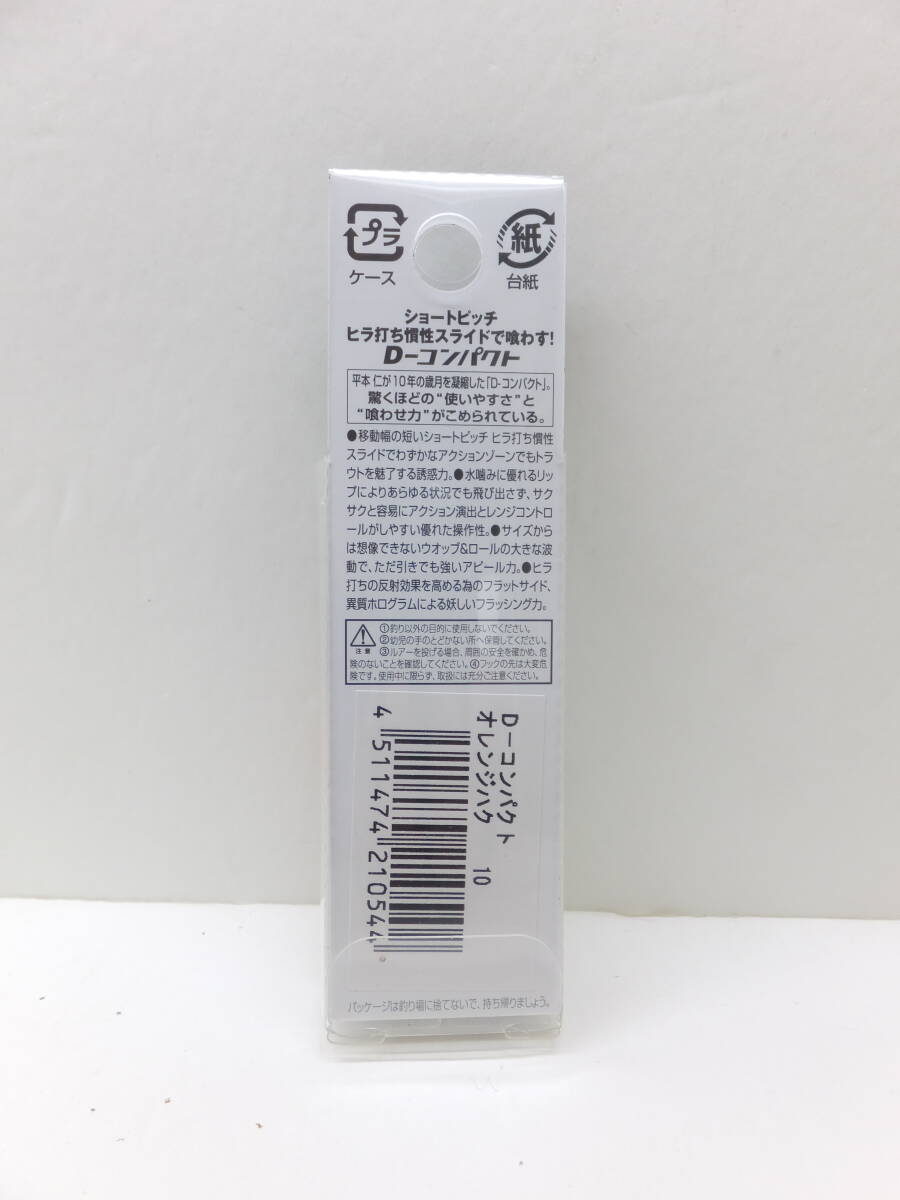 プラ
ケース
紙
台紙
ショートピッチ
ヒラ打ち慣性スライドで喰わす!
D-コンパクト
平本 仁が10年の歳月を凝縮した「D-コンパクト」。
驚くほどの"使いやすさ"と
"喰わせ力"がこめられている。
●移動幅の短いショートピッチ ヒラ打ち慣性
スライドでわずかなアクションゾーンでもトラ
ウトを魅了する誘惑力。●水噛みに優れるリッ
プによりあらゆる状況でも飛び出さず、サク
サクと容易にアクション演出とレンジコントロ
ールがしやすい優れた操作性。●サイズから
は想像できないウオッブ&ロールの大きな波
動で、ただ引きでも強いアピール力。●ヒラ
打ちの反射効果を高める為のフラットサイド、
異質ホログラムによる妖しいフラッシング力。
注意
①釣り以外の目的に使用しないでください。
②幼児の手のとどかない所へ保管してください。
③ルアーを投げる場合、周囲の安全を確かめ、危
険のないことを確認してください。④フックの先は大変危
険です。使用中に限らず、取扱には充分ご注意ください。
D-コンパクト
オレンジハク 10
4 511474 210544
パッケージは釣り場に捨てないで、持ち帰りましょう。